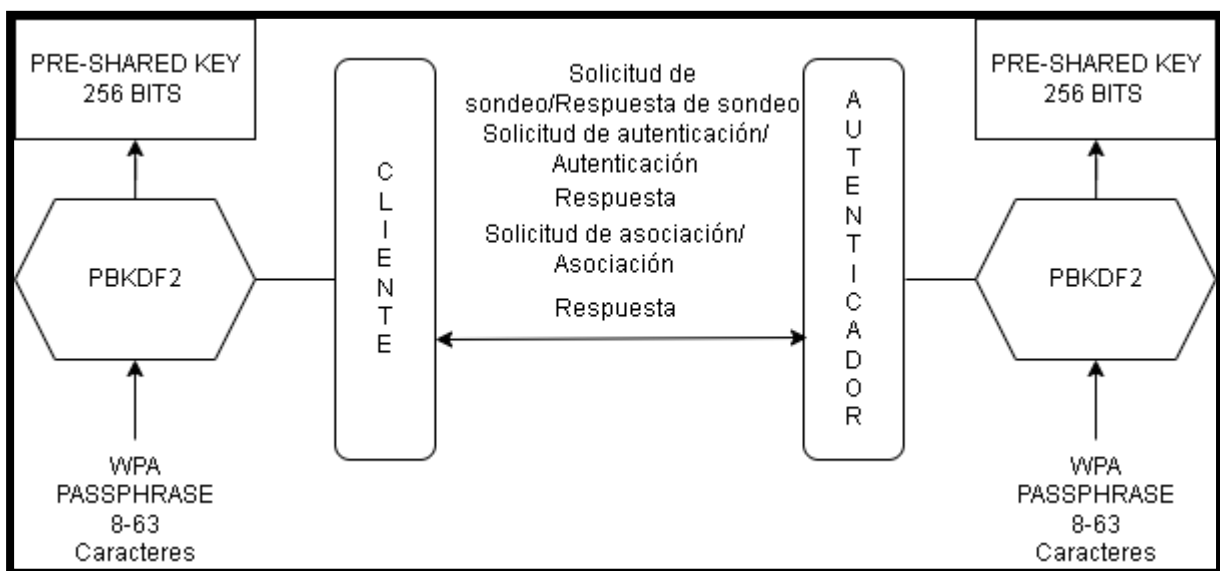 PRE-SHARED KEY
256 BITS
PBKDF2
WPA
PASSPHRASE
8-63
Caracteres
CLIENTE
Solicitud de
sondeo/Respuesta de sondeo
Solicitud de autenticación/
Autenticación
Respuesta
Solicitud de asociación/
Asociación
Respuesta
AUTENTICADOR
PRE-SHARED KEY
256 BITS
PBKDF2
WPA
PASSPHRASE
8-63
Caracteres